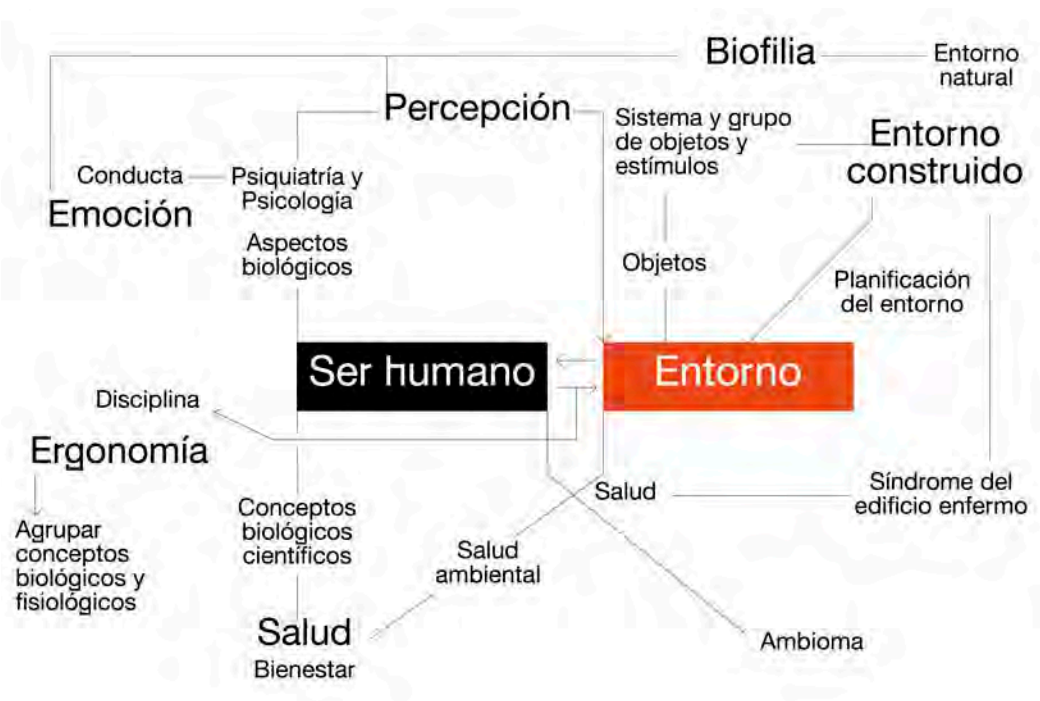 Biofilia
Entorno
natural
Percepción
Sistema y grupo
de objetos y
estímulos
Entorno
construido
Conducta
Emoción
Psiquiatría y
Psicología
Aspectos
biológicos
Objetos
Planificación
del entorno
Ser humano
Entorno
Disciplina
Ergonomía
Agrupar
conceptos
biológicos y
fisiológicos
Conceptos
biológicos
científicos
Salud
Síndrome del
edificio enfermo
Salud
ambiental
Salud
Bienestar
Ambioma